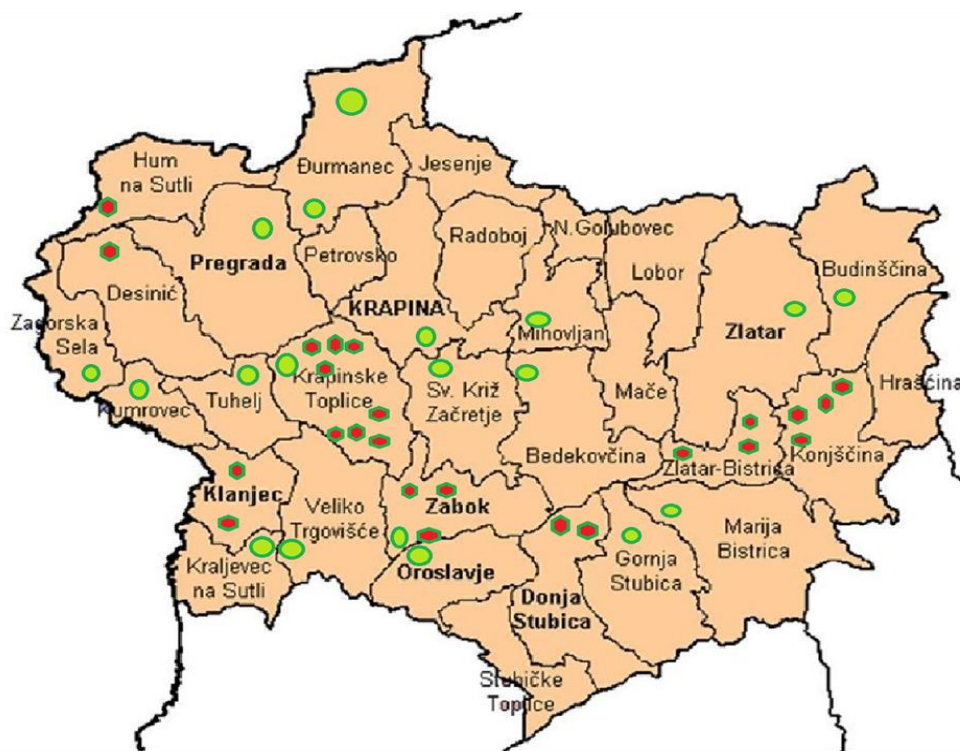 Hum
na Sutli
Đurmanec
Jesenje
Pregrada
Petrovsko
Radoboj
N.Golubovec
Lobor
Budinščina
Desinić
KRAPINA
Mihovljan
Zlatar
Zagorska
Sela
Hrašćina
Kumrovec
Tuhelj
Krapinske
Toplice
Sv. Križ
Začretje
Mače
Bedekovčina
Zlatar-Bistrica
Konjščina
Klanjec
Veliko
Trgovišće
Zabok
Marija
Bistrica
Gornja
Stubica
Kraljevec
na Sutli
Oroslavje
Donja
Stubica
Stubičke
Toplice